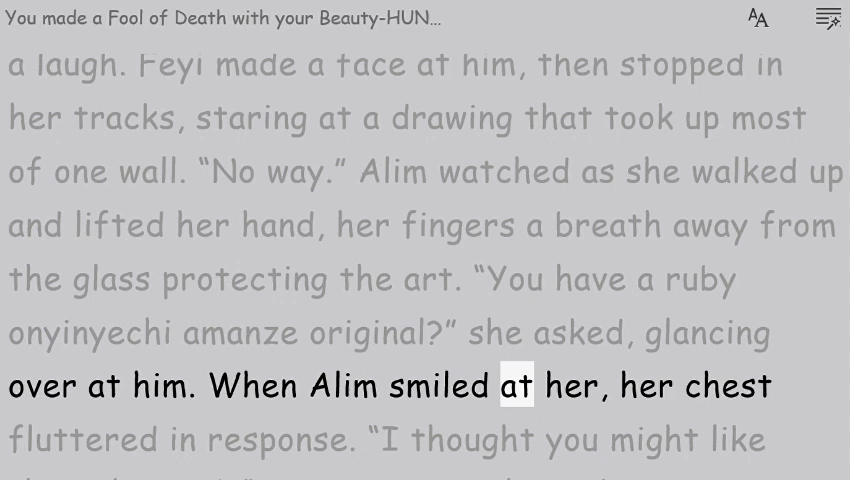 You made a Fool of Death with your Beauty-HUN...
AA
a laugh. Feyi made a face at him, then stopped in
her tracks, staring at a drawing that took up most
of one wall. “No way.” Alim watched as she walked up
and lifted her hand, her fingers a breath away from
the glass protecting the art. “You have a ruby
onyinyechi amanze original?” she asked, glancing
over at him. When Alim smiled at her, her chest
fluttered in response. “I thought you might like